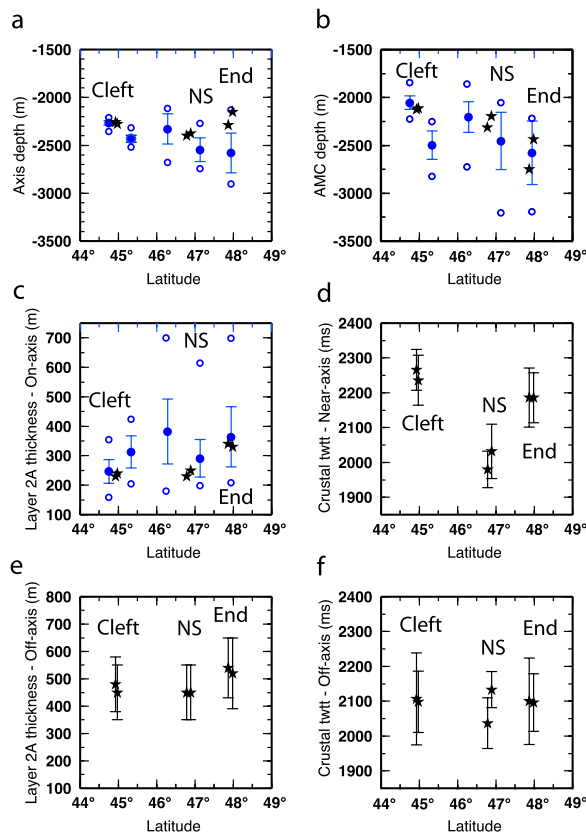 a
-1500
-2000
-2500
-3000
-3500
Axis depth (m)
Cleft
NS
End
44° 45° 46° 47° 48° 49°
Latitude
b
-1500
-2000
-2500
-3000
-3500
AMC depth (m)
Cleft
NS
End
44° 45° 46° 47° 48° 49°
Latitude
c
700
600
500
400
300
200
100
Layer 2A thickness - On-axis (m)
Cleft
NS
End
44° 45° 46° 47° 48° 49°
Latitude
d
2400
2300
2200
2100
2000
1900
Crustal twtt - Near-axis (ms)
Cleft
NS
End
44° 45° 46° 47° 48° 49°
Latitude
e
800
700
600
500
400
300
200
100
Layer 2A thickness - Off-axis (m)
Cleft
NS
End
44° 45° 46° 47° 48° 49°
Latitude
f
2400
2300
2200
2100
2000
1900
Crustal twtt - Off-axis (ms)
Cleft
NS
End
44° 45° 46° 47° 48° 49°
Latitude